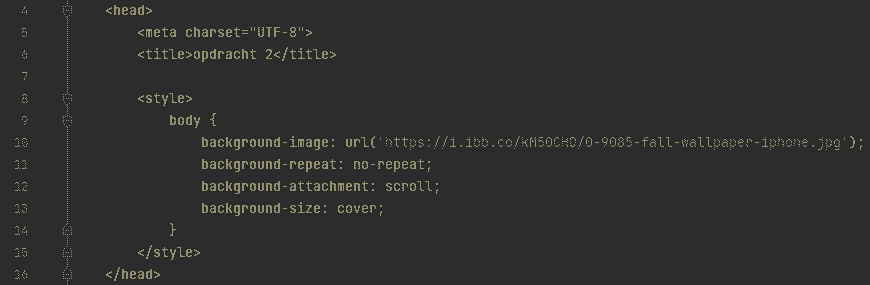 4 <head>
5 <meta charset="UTF-8">
6 <title>opdracht 2</title>
7
8 <style>
9 body {
10 background-image: url('https://i.ibb.co/kM50CHD/0-9085-fall-wallpaper-iphone.jpg');
11 background-repeat: no-repeat;
12 background-attachment: scroll;
13 background-size: cover;
14 }
15 </style>
16 </head>